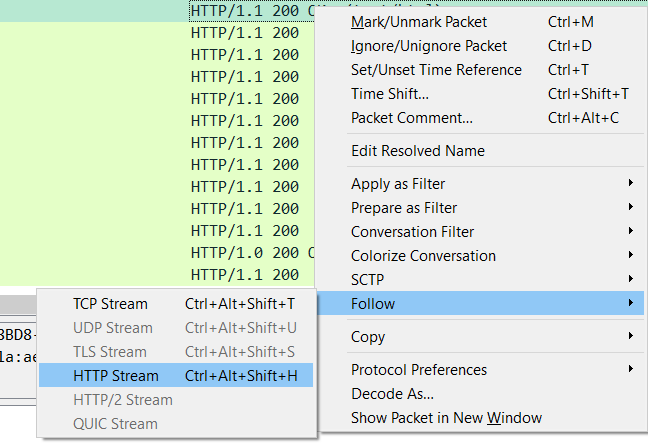 HTTP/1.1 200
HTTP/1.1 200
HTTP/1.1 200
HTTP/1.1 200
HTTP/1.1 200
HTTP/1.1 200
HTTP/1.1 200
HTTP/1.1 200
HTTP/1.1 200
HTTP/1.1 200
HTTP/1.1 200
HTTP/1.0 200
HTTP/1.1 200
Mark/Unmark Packet Ctrl+M
Ignore/Unignore Packet Ctrl+D
Set/Unset Time Reference Ctrl+T
Time Shift... Ctrl+Shift+T
Packet Comment... Ctrl+Alt+C
Edit Resolved Name
Apply as Filter
Prepare as Filter
Conversation Filter
Colorize Conversation
SCTP
Follow
Copy
Protocol Preferences
Decode As...
Show Packet in New Window
TCP Stream Ctrl+Alt+Shift+T
UDP Stream Ctrl+Alt+Shift+U
TLS Stream Ctrl+Alt+Shift+S
HTTP Stream Ctrl+Alt+Shift+H
HTTP/2 Stream
QUIC Stream